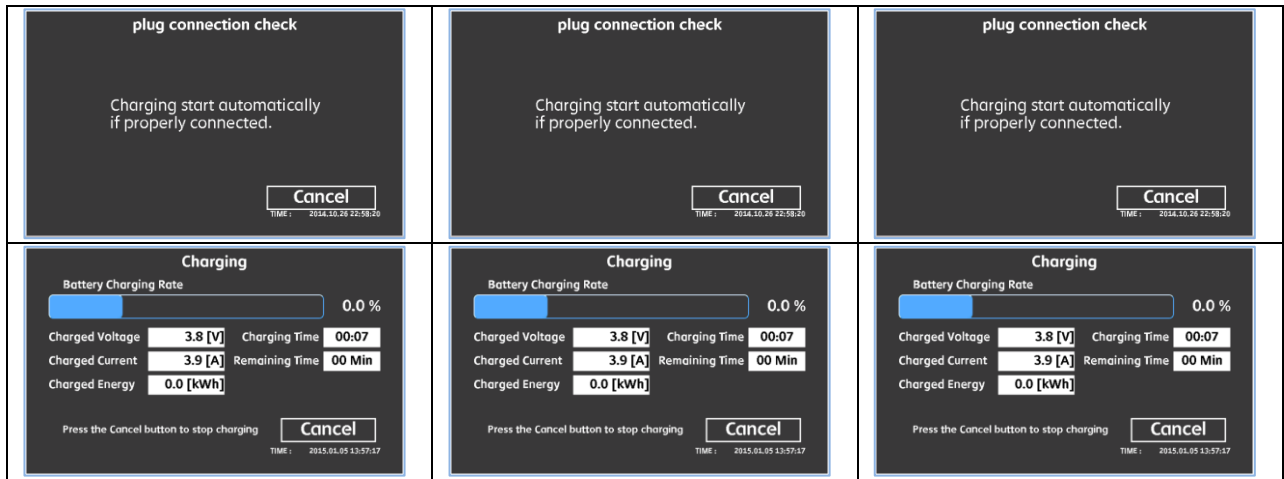 plug connection check
Charging start automatically
if properly connected.
Cancel
TIME : 2014.10.26 22:58:20
plug connection check
Charging start automatically
if properly connected.
Cancel
TIME : 2014.10.26 22:58:20
plug connection check
Charging start automatically
if properly connected.
Cancel
TIME : 2014.10.26 22:58:20
Charging
Battery Charging Rate
0.0 %
Charged Voltage 3.8 [V] Charging Time 00:07
Charged Current 3.9 [A] Remaining Time 00 Min
Charged Energy 0.0 [kWh]
Press the Cancel button to stop charging Cancel
TIME : 2015.01.05 13:57:17
Charging
Battery Charging Rate
0.0 %
Charged Voltage 3.8 [V] Charging Time 00:07
Charged Current 3.9 [A] Remaining Time 00 Min
Charged Energy 0.0 [kWh]
Press the Cancel button to stop charging Cancel
TIME : 2015.01.05 13:57:17
Charging
Battery Charging Rate
0.0 %
Charged Voltage 3.8 [V] Charging Time 00:07
Charged Current 3.9 [A] Remaining Time 00 Min
Charged Energy 0.0 [kWh]
Press the Cancel button to stop charging Cancel
TIME : 2015.01.05 13:57:17